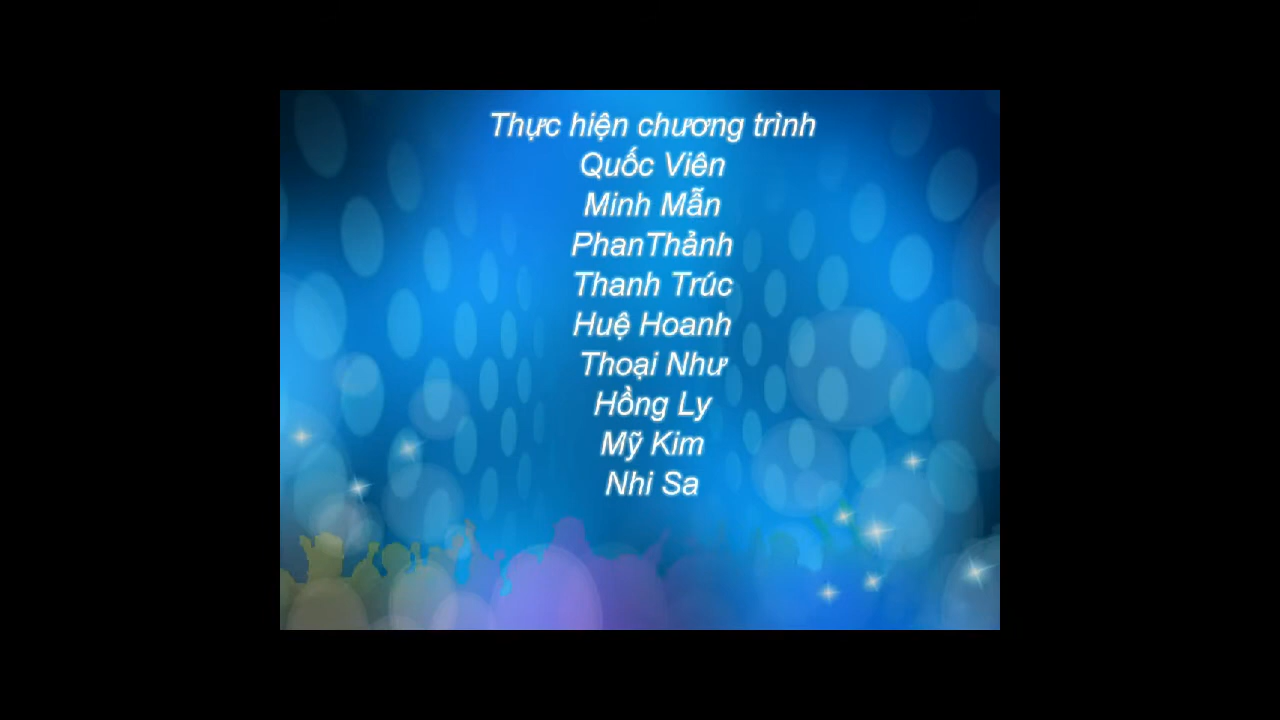 Thực hiện chương trình
Quốc Viên
Minh Mẫn
PhanThảnh
Thanh Trúc
Huệ Hoanh
Thoại Như
Hồng Ly
Mỹ Kim
Nhi Sa